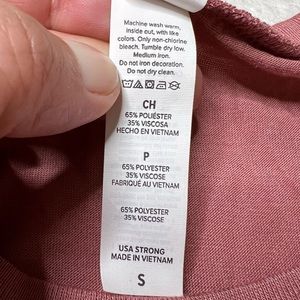 Machine wash warm,
inside out, with like
colors. Only non-chlorine
bleach. Tumble dry low.
Medium iron.
Do not iron decoration.
Do not dry clean.
CH
65% POLIÉSTER
35% VISCOSA
HECHO EN VIETNAM
P
65% POLYESTER
35% VISCOSE
FABRIQUÉ AU VIETNAM
65% POLYESTER
35% VISCOSE
USA STRONG
MADE IN VIETNAM
S